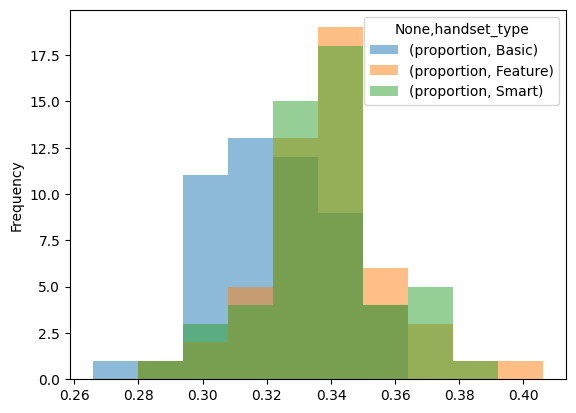 None,handset_type
(proportion, Basic)
(proportion, Feature)
(proportion, Smart)
Frequency
17.5
15.0
12.5
10.0
7.5
5.0
2.5
0.0
0.26 0.28 0.30 0.32 0.34 0.36 0.38 0.40